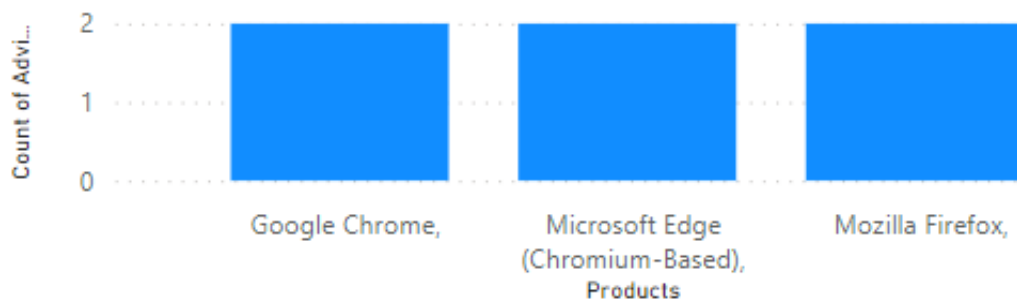 Count of Advi...
2
1
0
Google Chrome,
Microsoft Edge
(Chromium-Based),
Mozilla Firefox,
Products